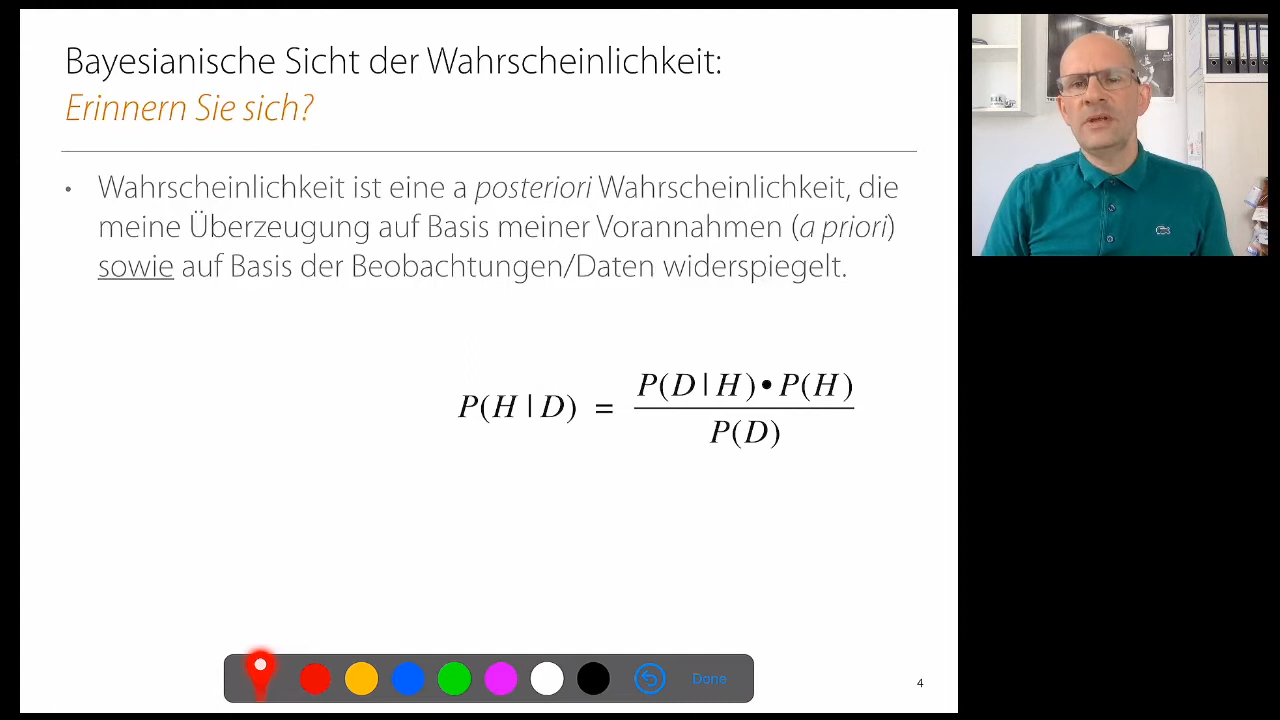 Bayesianische Sicht der Wahrscheinlichkeit:
Erinnern Sie sich?
• Wahrscheinlichkeit ist eine a posteriori Wahrscheinlichkeit, die
meine Überzeugung auf Basis meiner Vorannahmen (a priori)
sowie auf Basis der Beobachtungen/Daten widerspiegelt.
P(H | D) = P(D | H) • P(H)
P(D)
Done
4